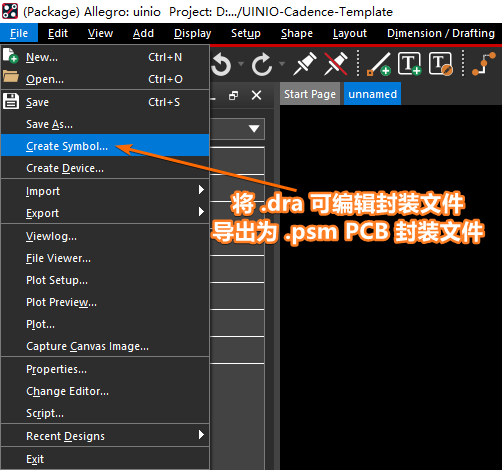 (Package) Allegro: uinio Project: D:.../UINIO-Cadence-Template
File Edit View Add Display Setup Shape Layout Dimension / Drafting
New... Ctrl+N
Open... Ctrl+O
Start Page unnamed
Save Ctrl+S
Save As...
Create Symbol...
Create Device...
Import
将 .dra 可编辑封装文件
Export
导出为 .psm PCB 封装文件
Viewlog...
File Viewer...
Plot Setup...
Plot Preview...
Plot...
Capture Canvas Image...
Properties...
Change Editor...
Script...
Recent Designs
Exit